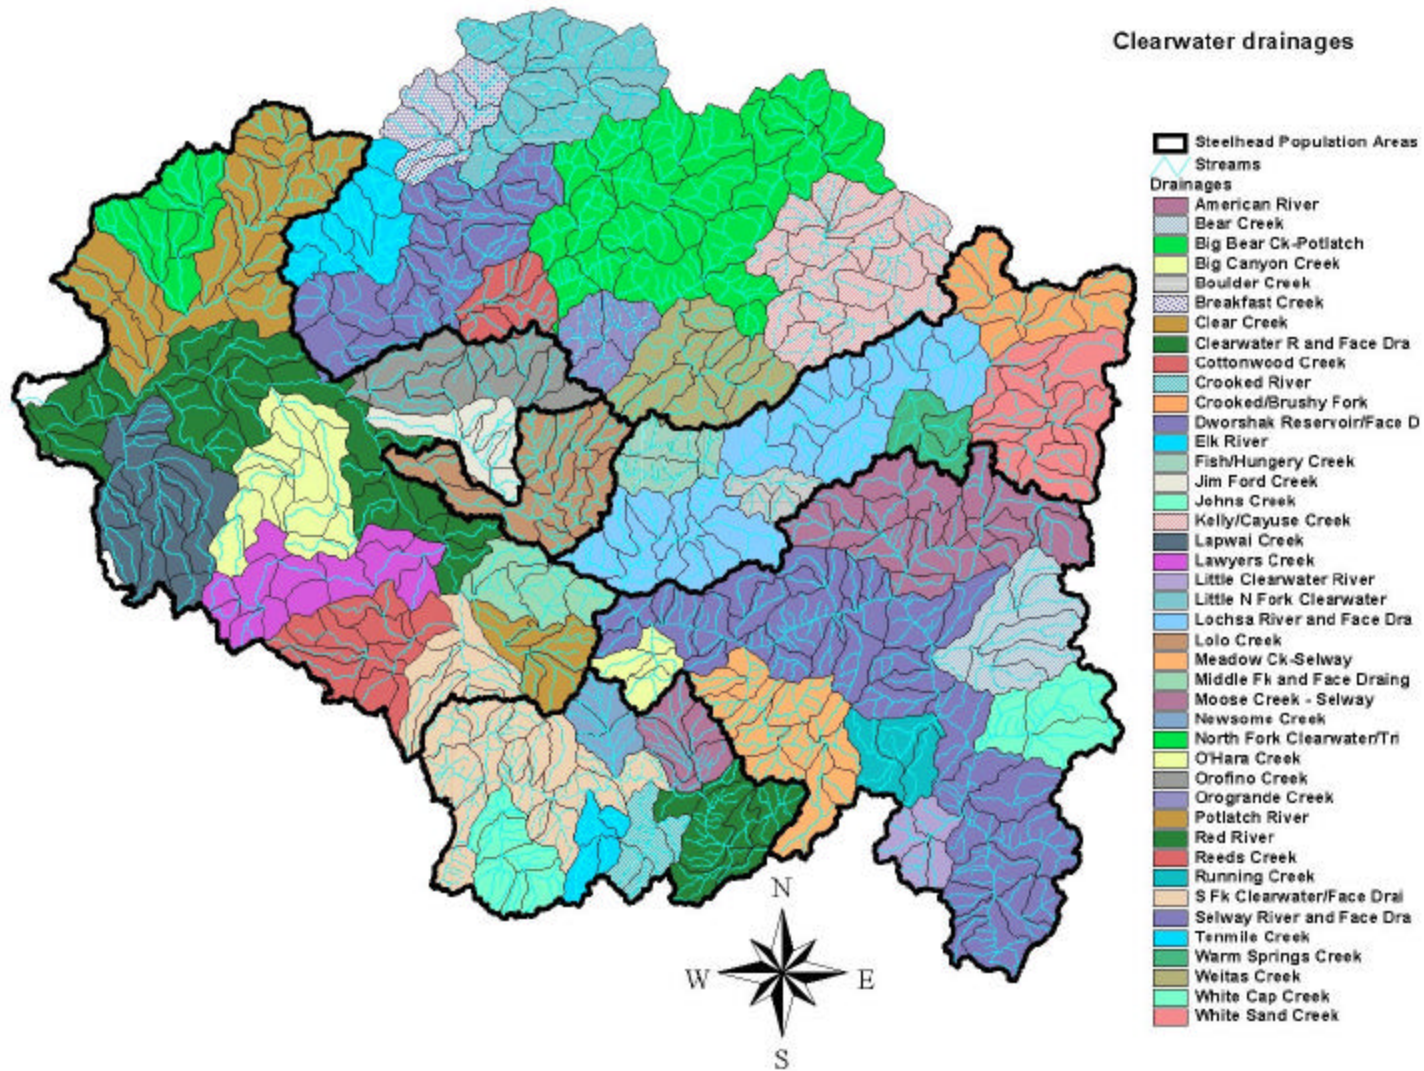 Clearwater drainages
Steelhead Population Areas
Streams
Drainages
American River
Bear Creek
Big Bear Ck-Potlatch
Big Canyon Creek
Boulder Creek
Breakfast Creek
Clear Creek
Clearwater R and Face Dra
Cottonwood Creek
Crooked River
Crooked/Brushy Fork
Dworshak Reservoir/Face D
Elk River
Fish/Hungery Creek
Jim Ford Creek
Johns Creek
Kelly/Cayuse Creek
Lapwai Creek
Lawyers Creek
Little Clearwater River
Little N Fork Clearwater
Lochsa River and Face Dra
Lolo Creek
Meadow Ck-Selway
Middle Fk and Face Draing
Moose Creek - Selway
Newsome Creek
North Fork Clearwater/Tri
O'Hara Creek
Orofino Creek
Orogrande Creek
Potlatch River
Red River
Reeds Creek
Running Creek
S Fk Clearwater/Face Drai
Selway River and Face Dra
Tenmile Creek
Warm Springs Creek
Weitas Creek
White Cap Creek
White Sand Creek
N
W E
S